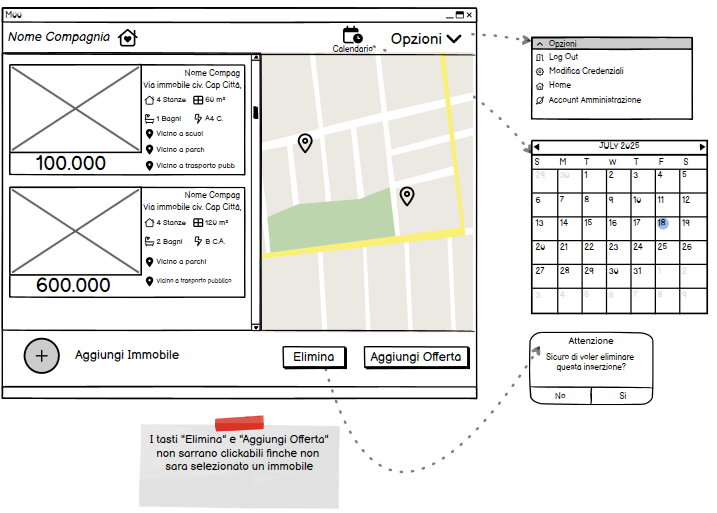 Nome Compagnia
Calendario
Opzioni
Nome Compag
Via immobile civ. Cap Città,
4 Stanze 60 m²
1 Bagni A4 C.
Vicino a scuol
Vicino a parch
Vicino a trasporto pubb
100.000
Nome Compag
Via immobile civ. Cap Città,
4 Stanze 120 m²
2 Bagni B C.A.
Vicino a parchi
Vicino a trasporto pubblico
600.000
+ Aggiungi Immobile
Elimina
Aggiungi Offerta
I tasti "Elimina" e "Aggiungi Offerta"
non sarrano clickabili finche non
sara selezionato un immobile
Opzioni
Log Out
Modifica Credenziali
Home
Account Amministrazione
JULY 2025
S M T W T F S
29 30 1 2 3 4 5
6 7 8 9 10 11 12
13 14 15 16 17 18 19
20 21 22 23 24 25 26
27 28 29 30 31 1 2
3 4 5 6 7 8 9
Attenzione
Sicuro di voler eliminare
questa inserzione?
No Si